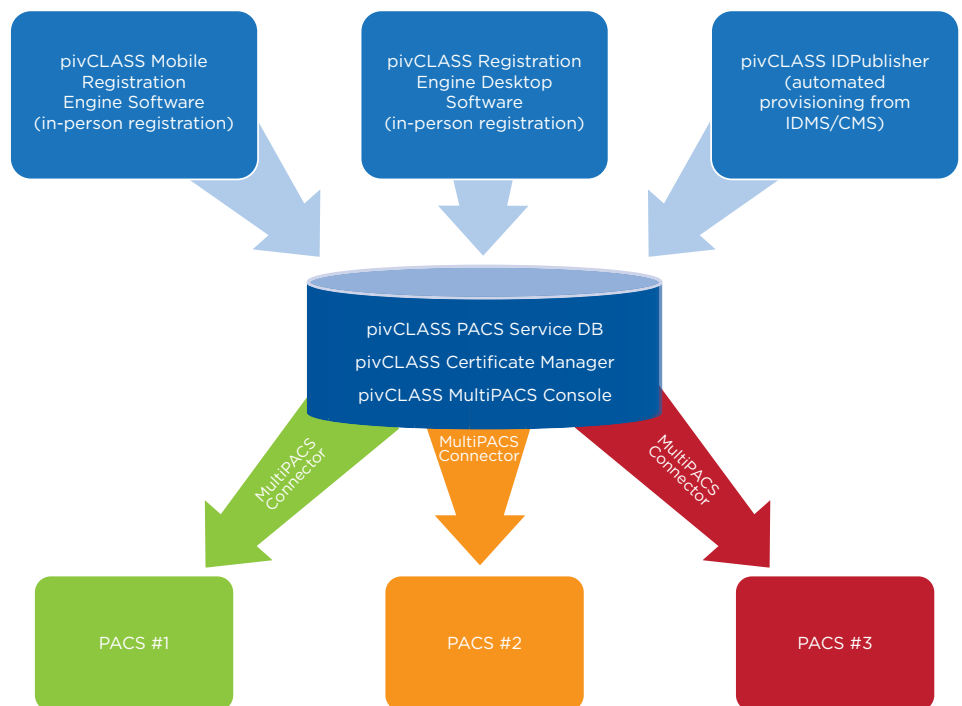 pivCLASS Mobile
Registration
Engine Software
(in-person registration)
pivCLASS Registration
Engine Desktop
Software
(in-person registration)
pivCLASS IDPublisher
(automated
provisioning from
IDMS/CMS)
pivCLASS PACS Service DB
pivCLASS Certificate Manager
pivCLASS MultiPACS Console
MultiPACS
Connector
MultiPACS
Connector
MultiPACS
Connector
PACS #1
PACS #2
PACS #3